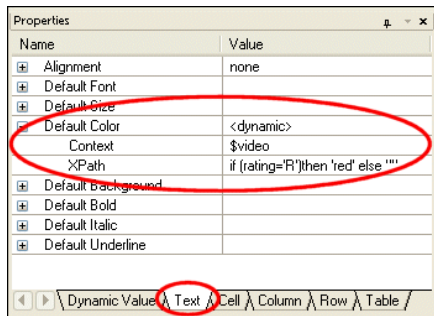 Properties
Name Value
Alignment none
Default Font
Default Size
Default Color <dynamic>
Context $video
XPath if (rating='R')then 'red' else ''"
Default Background
Default Bold
Default Italic
Default Underline
Dynamic Value Text Cell Column Row Table